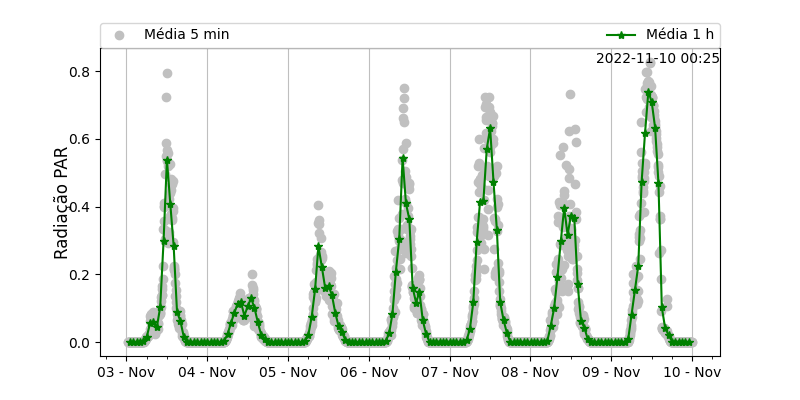 Média 5 min
Média 1 h
2022-11-10 00:25
Radiação PAR
0.8
0.6
0.4
0.2
0.0
03 - Nov
04 - Nov
05 - Nov
06 - Nov
07 - Nov
08 - Nov
09 - Nov
10 - Nov